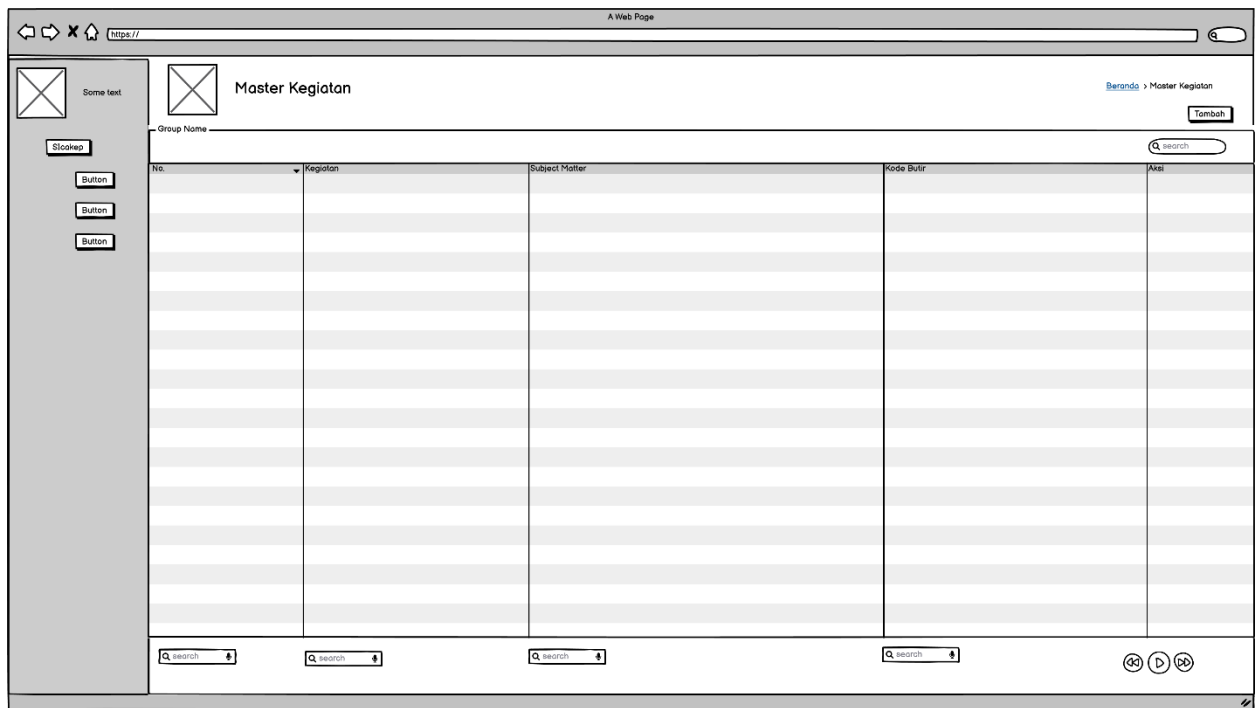 A Web Page
https://
Some text
Master Kegiatan
Beranda > Master Kegiatan
Tambah
Group Name
SIcakep
search
No.
Kegiatan
Subject Matter
Kode Butir
Aksi
Button
Button
Button
search
search
search
search